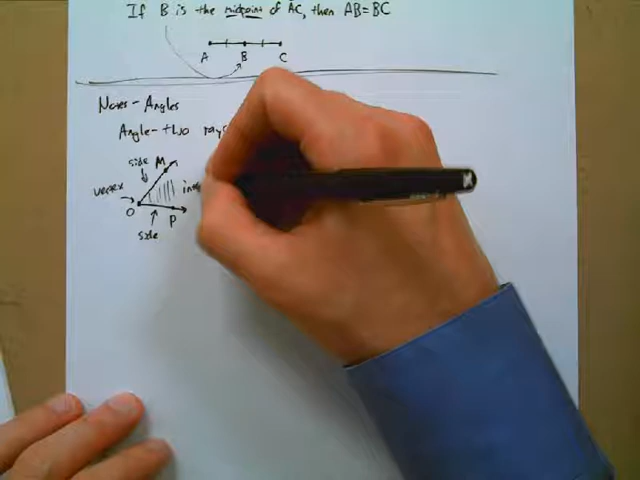 If B is the midpoint of AC, then AB=BC
A B C
Notes - Angles
Angle - two rays
side M
vertex
O P
side